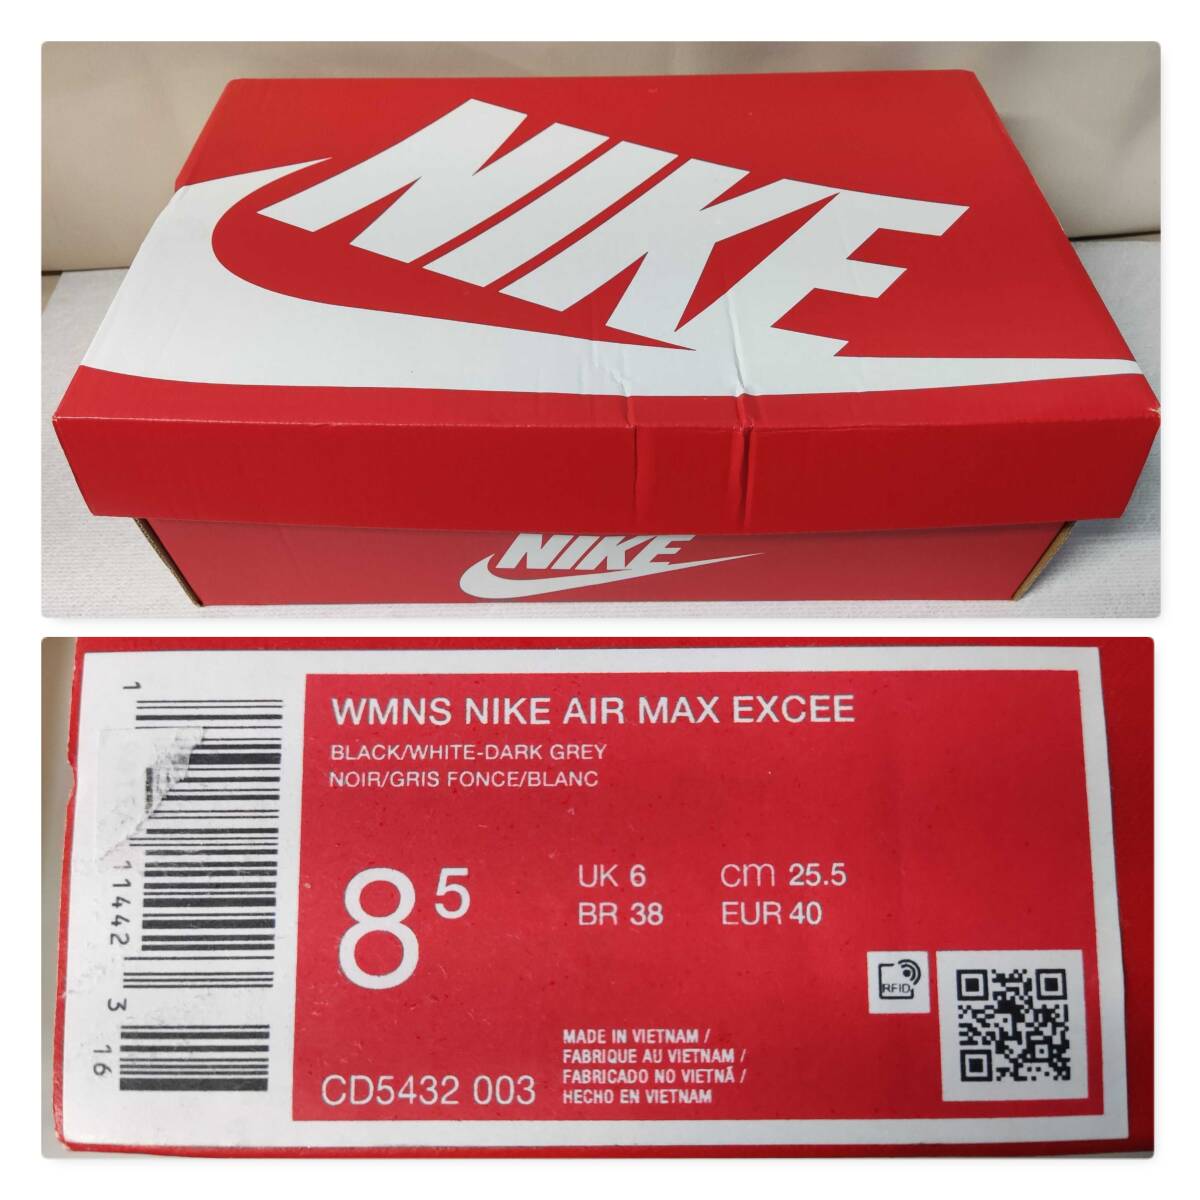 NIKE
NIKE
WMNS NIKE AIR MAX EXCEE
BLACK/WHITE-DARK GREY
NOIR/GRIS FONCE/BLANC
8 5
UK 6 cm 25.5
BR 38 EUR 40
RFID
MADE IN VIETNAM /
FABRIQUE AU VIETNAM /
FABRICADO NO VIETNÃ /
HECHO EN VIETNAM
CD5432 003
1
11442 3
16